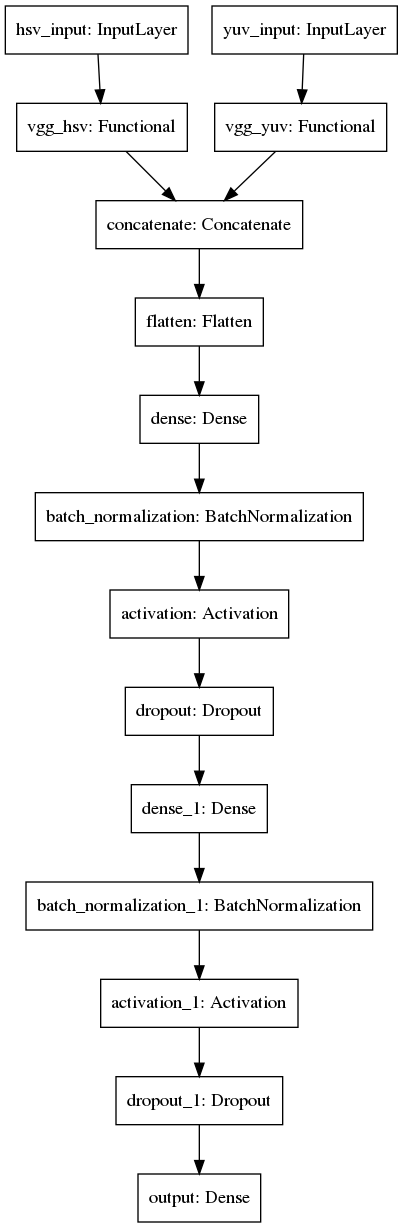 hsv_input: InputLayer
yuv_input: InputLayer
vgg_hsv: Functional
vgg_yuv: Functional
concatenate: Concatenate
flatten: Flatten
dense: Dense
batch_normalization: BatchNormalization
activation: Activation
dropout: Dropout
dense_1: Dense
batch_normalization_1: BatchNormalization
activation_1: Activation
dropout_1: Dropout
output: Dense